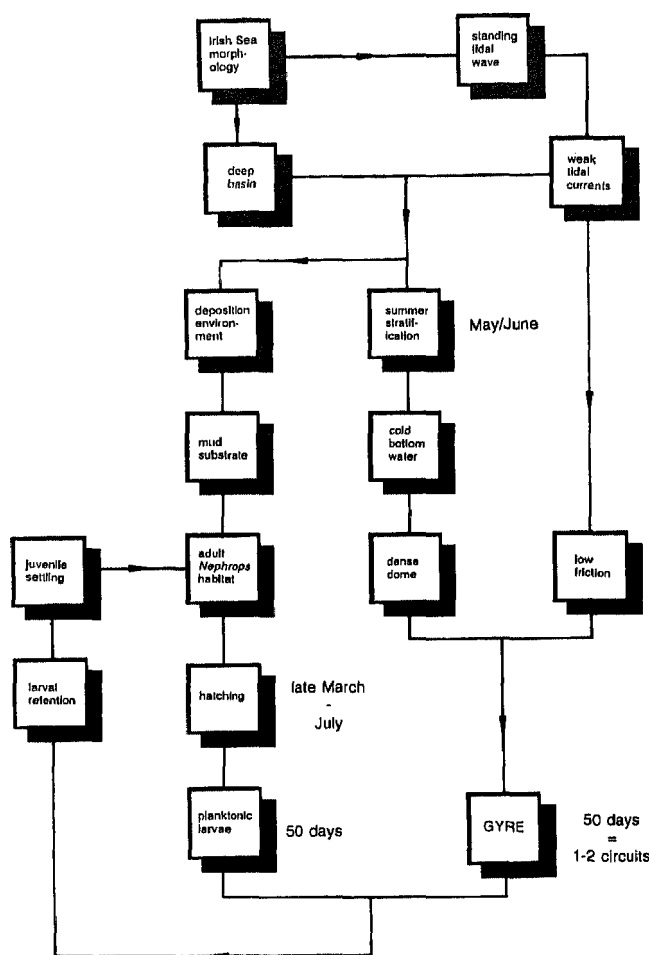 Irish Sea
morph-
ology
standing
tidal
wave
deep
basin
weak
tidal
currents
deposition
environ-
ment
summer
stratif-
ication
May/June
mud
substrate
cold
bottom
water
juvenile
settling
adult
Nephrops
habitat
dense
dome
low
friction
larval
retention
hatching
late March
-
July
planktonic
larvae
50 days
GYRE
50 days
=
1-2 circuits